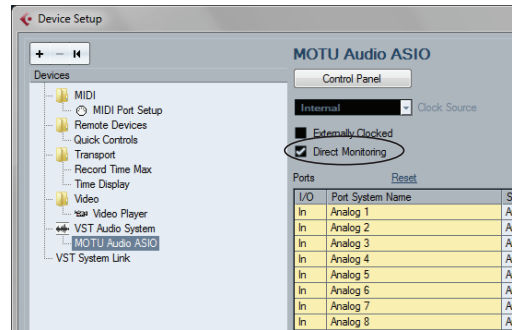 Device Setup
+ − I◀
Devices
MIDI
MIDI Port Setup
Remote Devices
Quick Controls
Transport
Record Time Max
Time Display
Video
Video Player
VST Audio System
MOTU Audio ASIO
VST System Link
MOTU Audio ASIO
Control Panel
Internal Clock Source
Externally Clocked
Direct Monitoring
Ports Reset
I/O Port System Name S
In Analog 1 A
In Analog 2 A
In Analog 3 A
In Analog 4 A
In Analog 5 A
In Analog 6 A
In Analog 7 A
In Analog 8 A